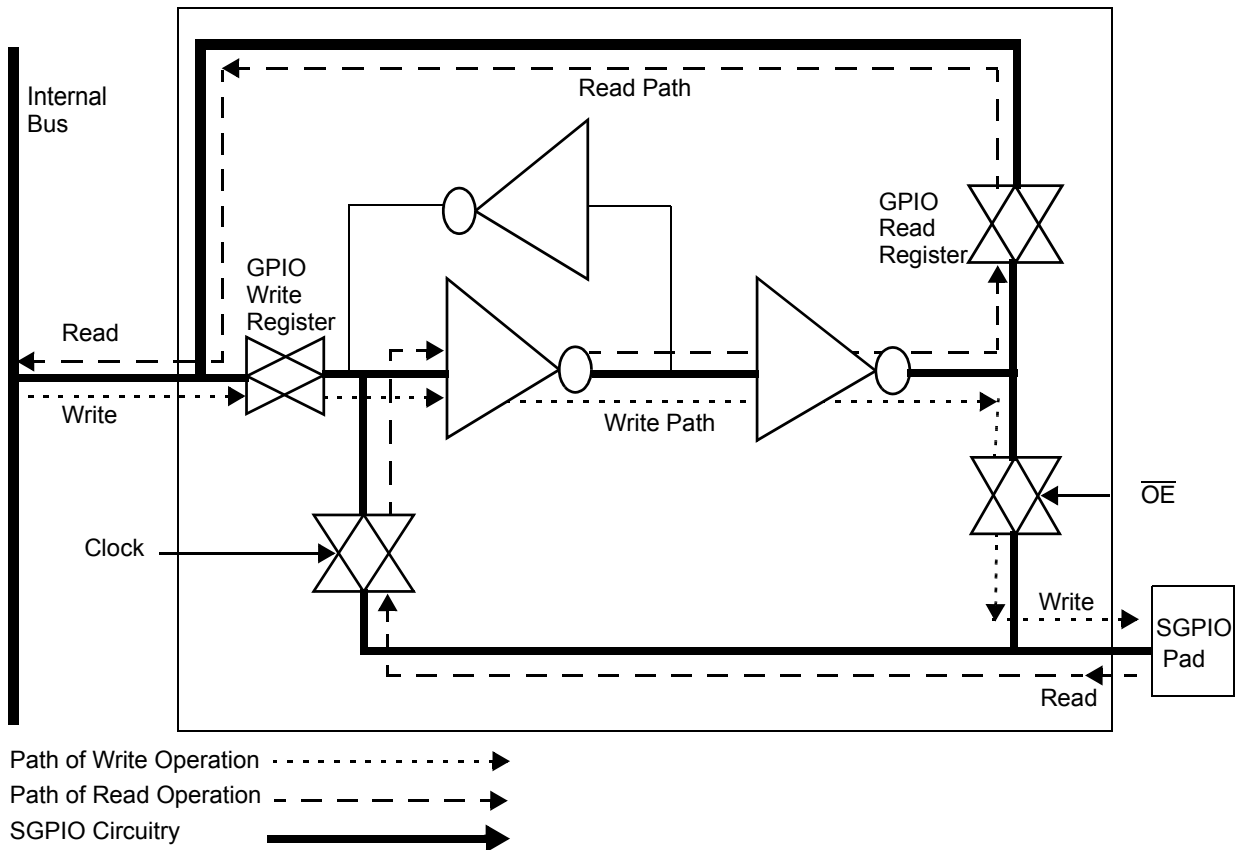 Read Path
Internal
Bus
GPIO
Read
Register
GPIO
Write
Register
Read
Write
Write Path
OE
Clock
Write
SGPIO
Pad
Read
Path of Write Operation
Path of Read Operation
SGPIO Circuitry